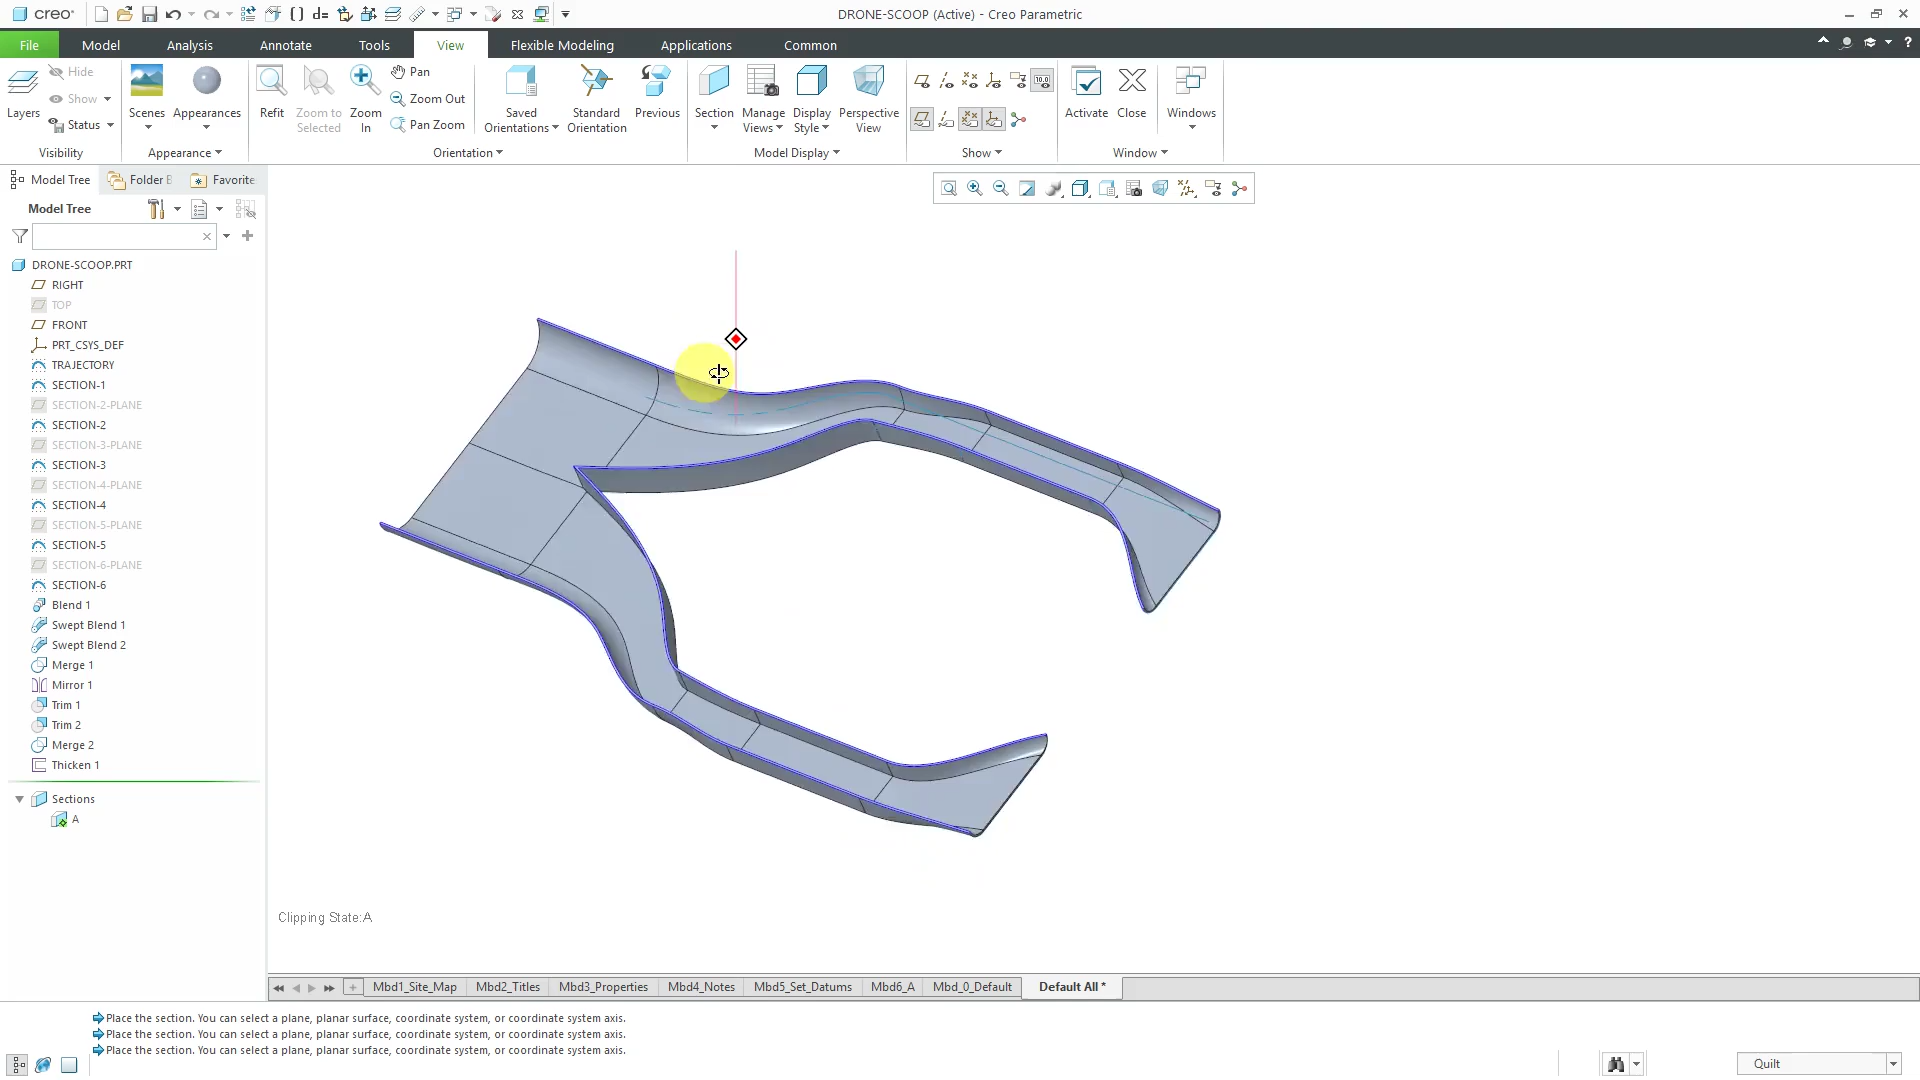 creo
DRONE-SCOOP (Active) - Creo Parametric
File Model Analysis Annotate Tools View Flexible Modeling Applications Common
Layers
Hide
Show
Status
Visibility
Scenes
Appearances
Appearance
Refit
Zoom to Selected
Zoom In
Pan
Zoom Out
Pan Zoom
Saved Orientations
Standard Orientation
Previous
Orientation
Section
Manage Views
Display Style
Perspective View
Model Display
Show
Activate
Close
Windows
Window
Model Tree
Folder
Favorite
Model Tree
DRONE-SCOOP.PRT
RIGHT
TOP
FRONT
PRT_CSYS_DEF
TRAJECTORY
SECTION-1
SECTION-2-PLANE
SECTION-2
SECTION-3-PLANE
SECTION-3
SECTION-4-PLANE
SECTION-4
SECTION-5-PLANE
SECTION-5
SECTION-6-PLANE
SECTION-6
Blend 1
Swept Blend 1
Swept Blend 2
Merge 1
Mirror 1
Trim 1
Trim 2
Merge 2
Thicken 1
Sections
A
Clipping State:A
Mbd1_Site_Map Mbd2_Titles Mbd3_Properties Mbd4_Notes Mbd5_Set_Datums Mbd6_A Mbd_0_Default Default All *
Place the section. You can select a plane, planar surface, coordinate system, or coordinate system axis.
Place the section. You can select a plane, planar surface, coordinate system, or coordinate system axis.
Place the section. You can select a plane, planar surface, coordinate system, or coordinate system axis.
Quilt